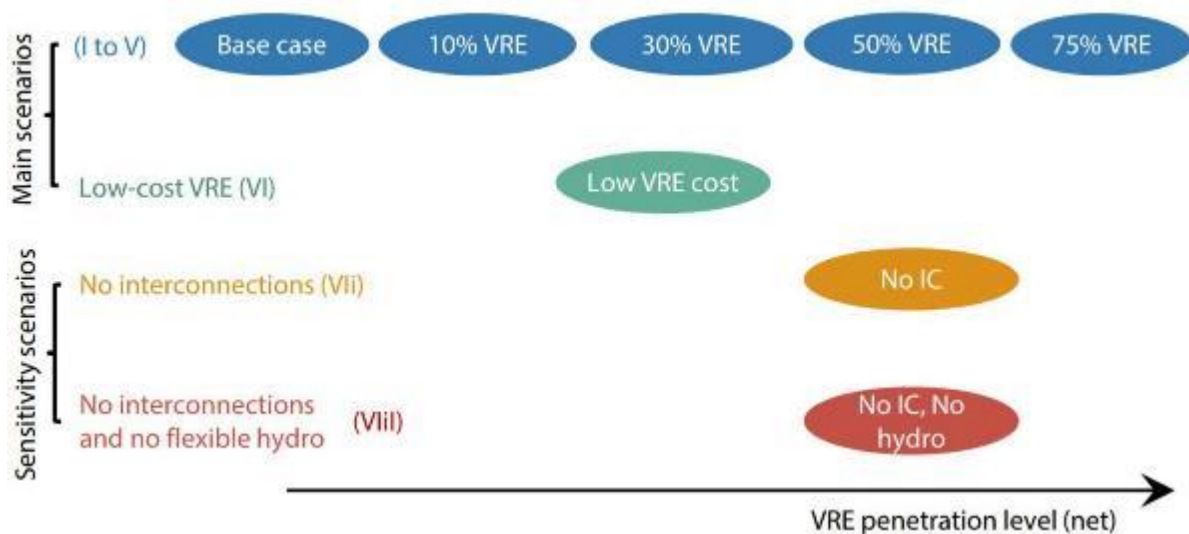 Main scenarios
(I to V)
Base case
10% VRE
30% VRE
50% VRE
75% VRE
Low-cost VRE (VI)
Low VRE cost
Sensitivity scenarios
No interconnections (VIi)
No IC
No interconnections
and no flexible hydro
(VIiI)
No IC, No
hydro
VRE penetration level (net)